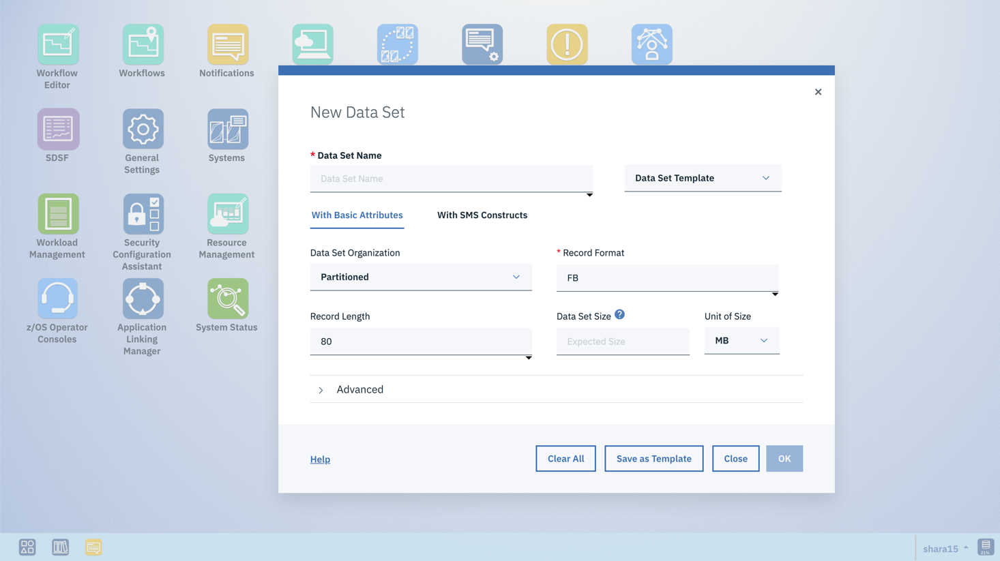 Workflow
Editor
Workflows
Notifications
SDSF
General
Settings
Systems
Workload
Management
Security
Configuration
Assistant
Resource
Management
z/OS Operator
Consoles
Application
Linking
Manager
System Status
New Data Set
* Data Set Name
Data Set Name
Data Set Template
With Basic Attributes
With SMS Constructs
Data Set Organization
* Record Format
Partitioned
FB
Record Length
Data Set Size ?
Unit of Size
80
Expected Size
MB
Advanced
Help
Clear All
Save as Template
Close
OK
shara15
21%